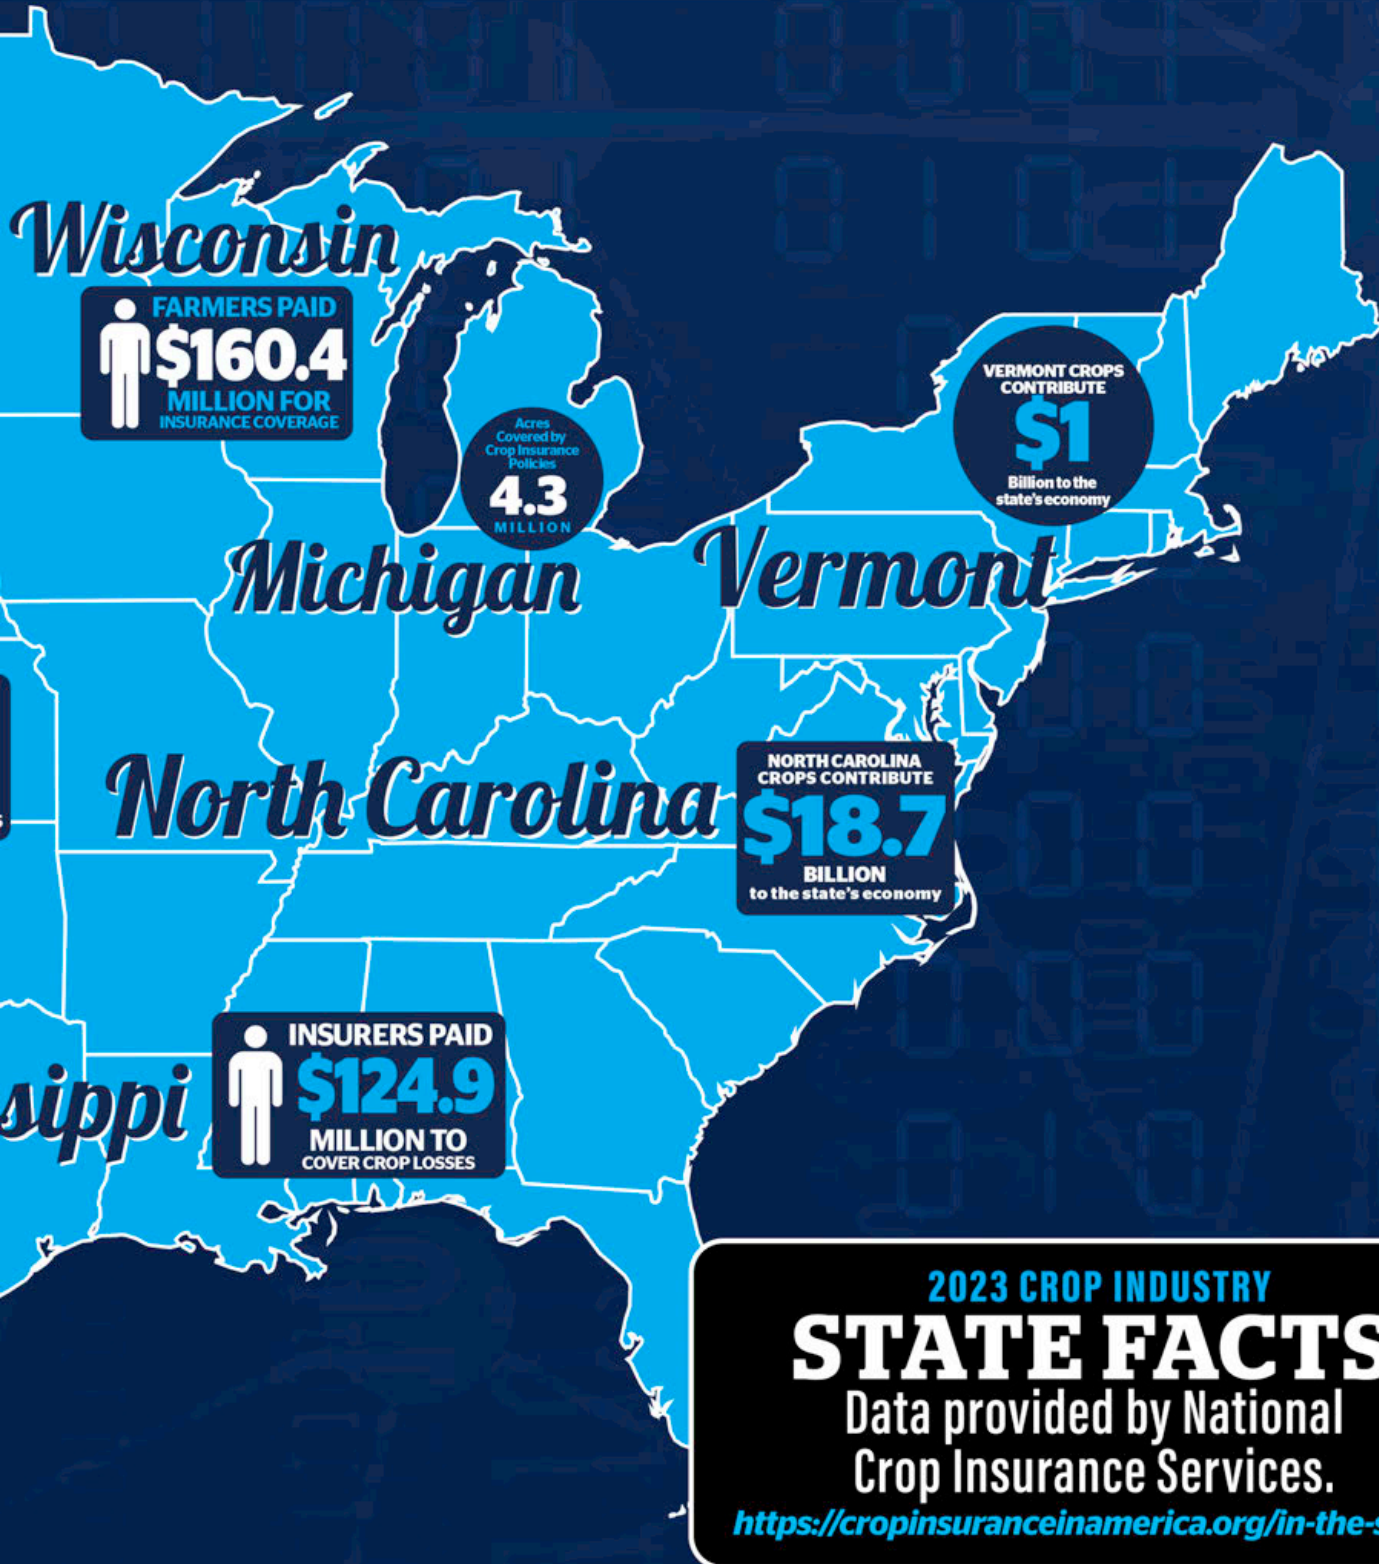 Wisconsin
FARMERS PAID
$160.4
MILLION FOR
INSURANCE COVERAGE
Acres
Covered by
Crop Insurance
Policies
4.3
MILLION
Michigan
VERMONT CROPS
CONTRIBUTE
$1
Billion to the
state's economy
Vermont
North Carolina
NORTH CAROLINA
CROPS CONTRIBUTE
$18.7
BILLION
to the state's economy
sippi
INSURERS PAID
$124.9
MILLION TO
COVER CROP LOSSES
2023 CROP INDUSTRY
STATE FACTS
Data provided by National
Crop Insurance Services.
https://cropinsuranceinamerica.org/in-the-s